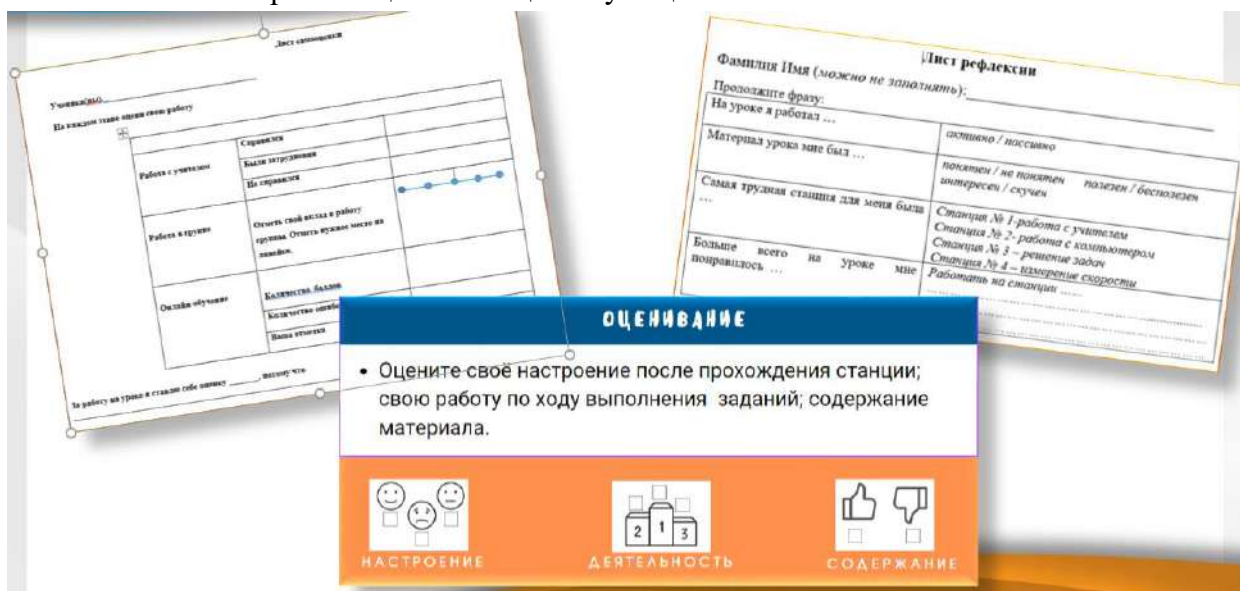 Лист самооценки
Ученика(цы)
На каждом этапе оцени свою работу
Работа с учителем
Справился
Были затруднения
Не справился
Работа в группе
Отметь свой вклад в работу
группы. Отметь нужное место на
линейке.
Онлайн обучение
Количество баллов
Количество
Ваша отметка
За работу на уроке я ставлю себе оценку ______, потому что
Лист рефлексии
Фамилия Имя (можно не заполнять):
Продолжите фразу:
На уроке я работал …
активно / пассивно
Материал урока мне был …
понятен / не понятен полезен / бесполезен
интересен / скучен
Самая трудная станция для меня была
…
Станция № 1-работа с учителем
Станция № 2- работа с компьютером
Станция № 3 – решение задач
Станция № 4 – измерение скорости
Больше всего на уроке мне
понравилось …
Работать на станции
ОЦЕНИВАНИЕ
• Оцените своё настроение после прохождения станции;
свою работу по ходу выполнения заданий; содержание
материала.
2 1 3
НАСТРОЕНИЕ
ДЕЯТЕЛЬНОСТЬ
СОДЕРЖАНИЕ